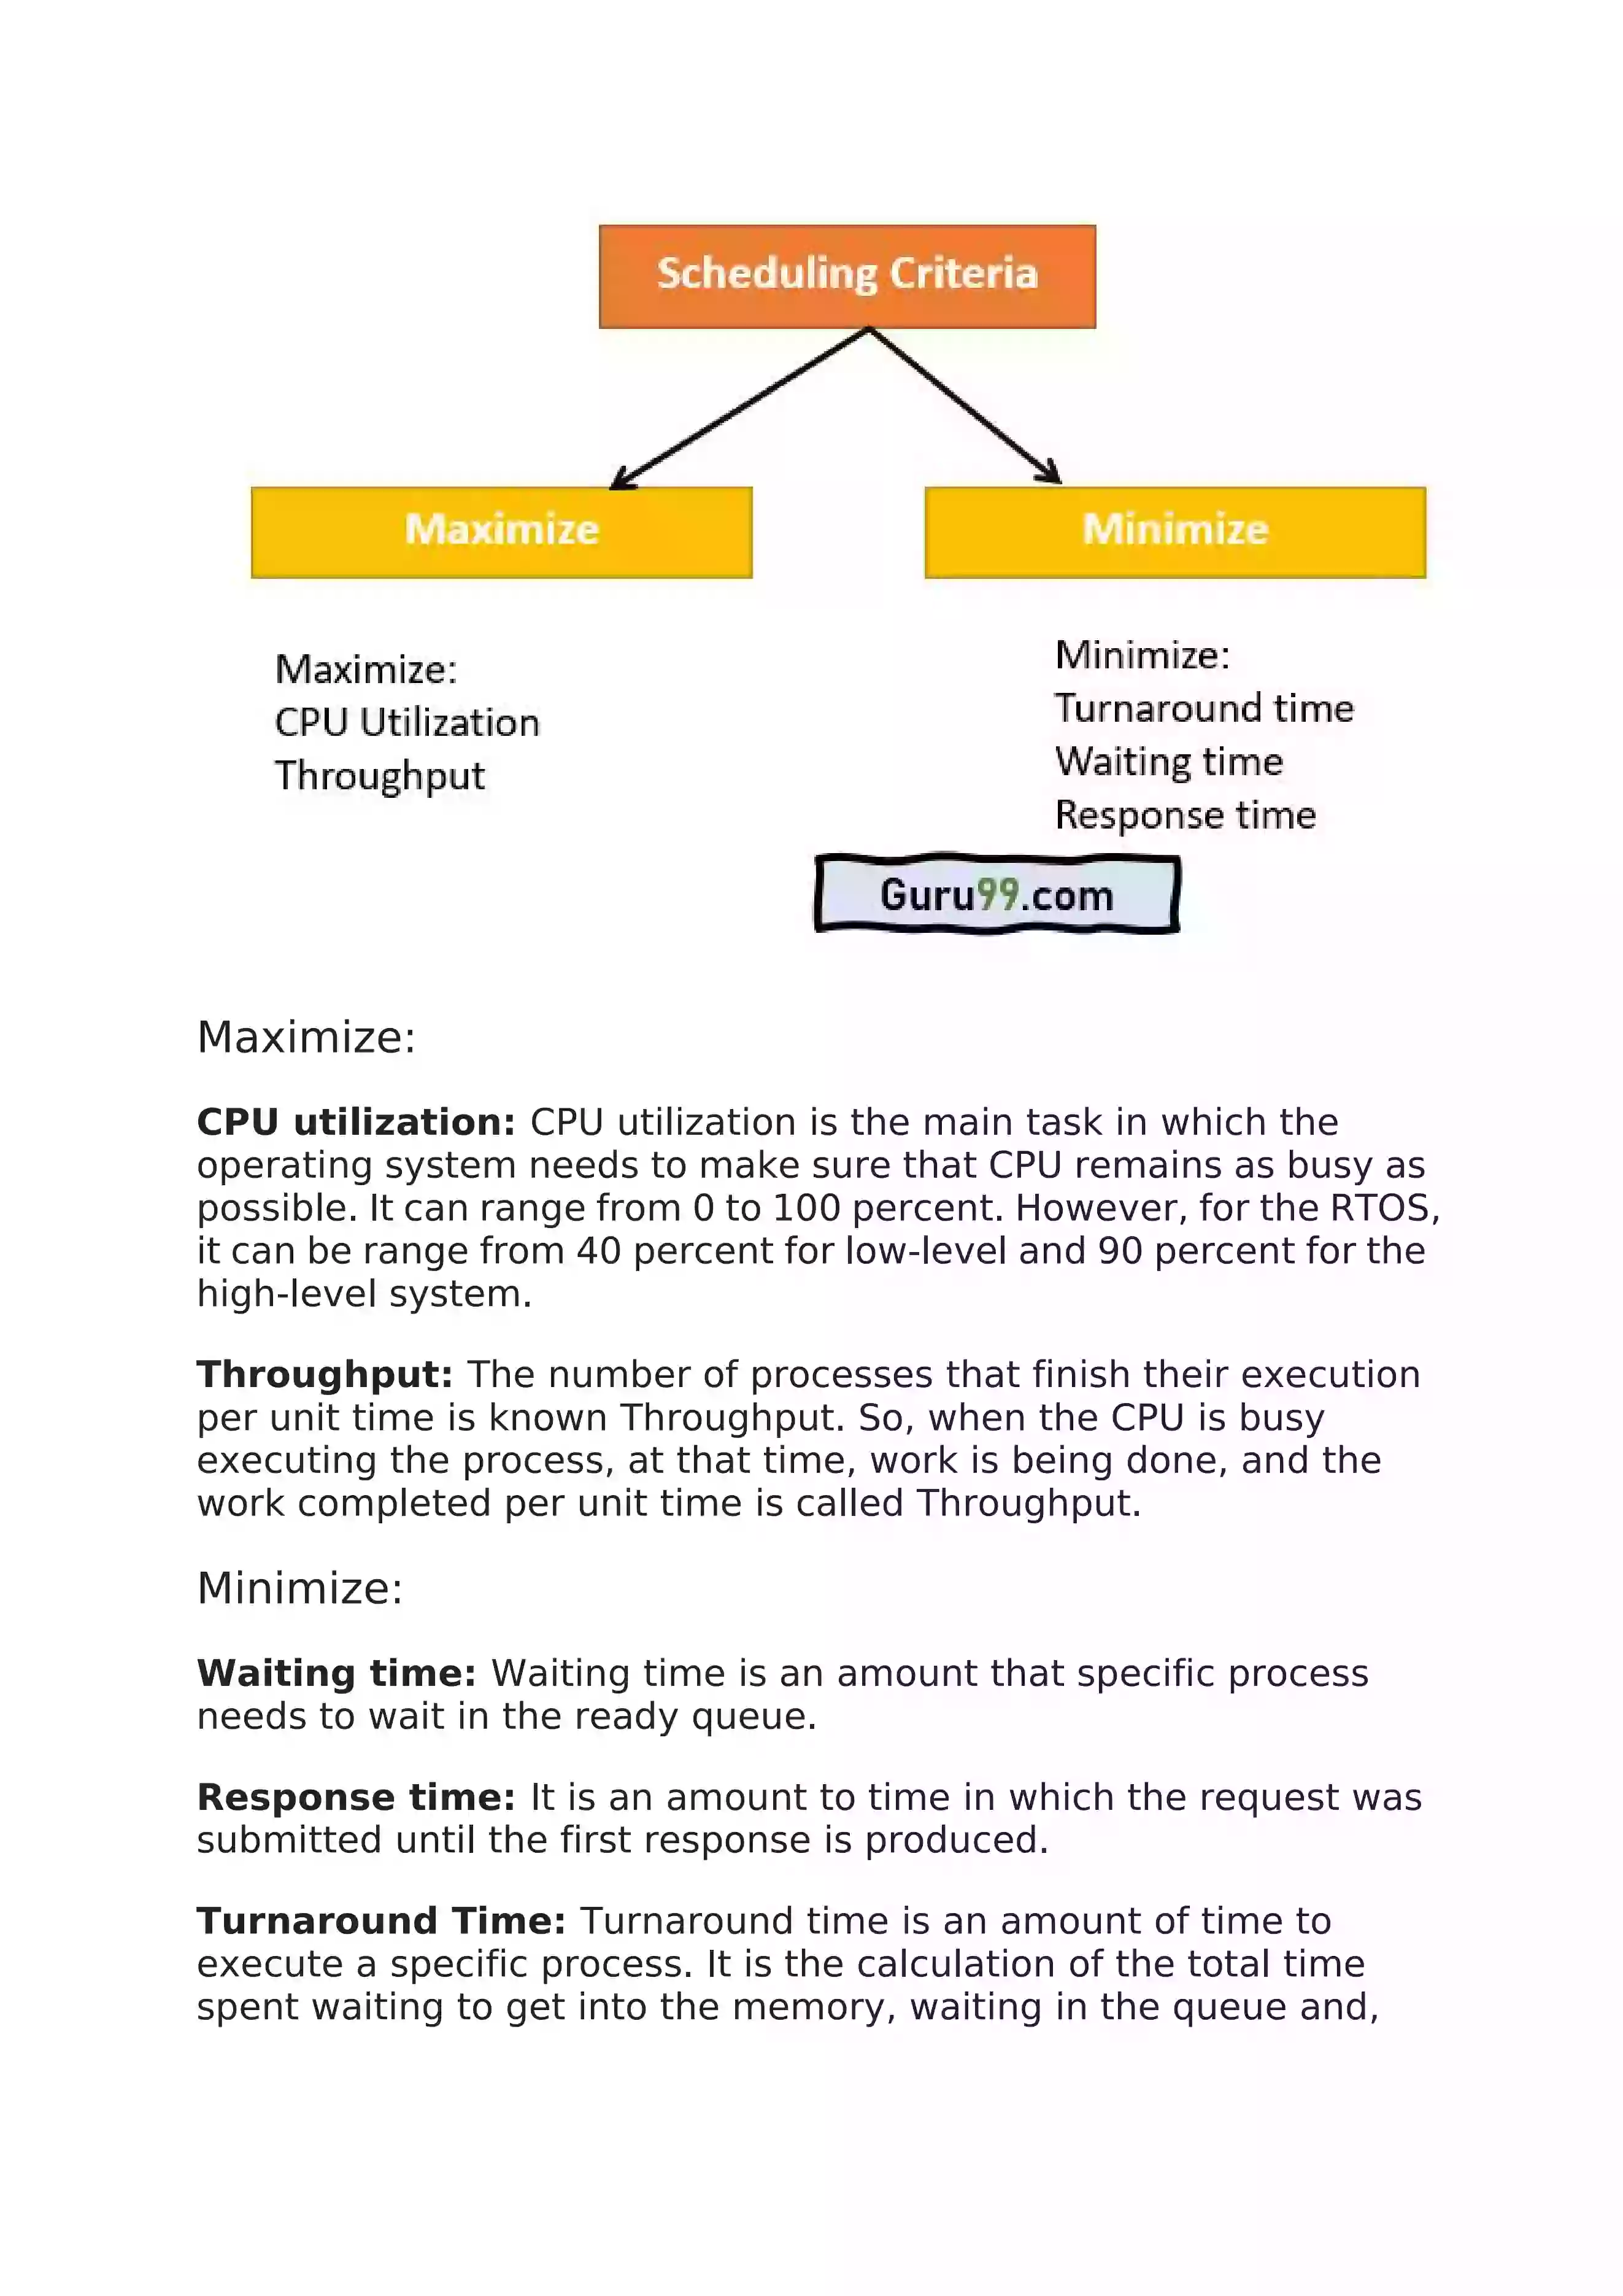 Scheduling Criteria
Maximize
Minimize
Maximize:
CPU Utilization
Throughput
Minimize:
Turnaround time
Waiting time
Response time
Guru99.com
Maximize:
CPU utilization: CPU utilization is the main task in which the
operating system needs to make sure that CPU remains as busy as
possible. It can range from 0 to 100 percent. However, for the RTOS,
it can be range from 40 percent for low-level and 90 percent for the
high-level system.
Throughput: The number of processes that finish their execution
per unit time is known Throughput. So, when the CPU is busy
executing the process, at that time, work is being done, and the
work completed per unit time is called Throughput.
Minimize:
Waiting time: Waiting time is an amount that specific process
needs to wait in the ready queue.
Response time: It is an amount to time in which the request was
submitted until the first response is produced.
Turnaround Time: Turnaround time is an amount of time to
execute a specific process. It is the calculation of the total time
spent waiting to get into the memory, waiting in the queue and,